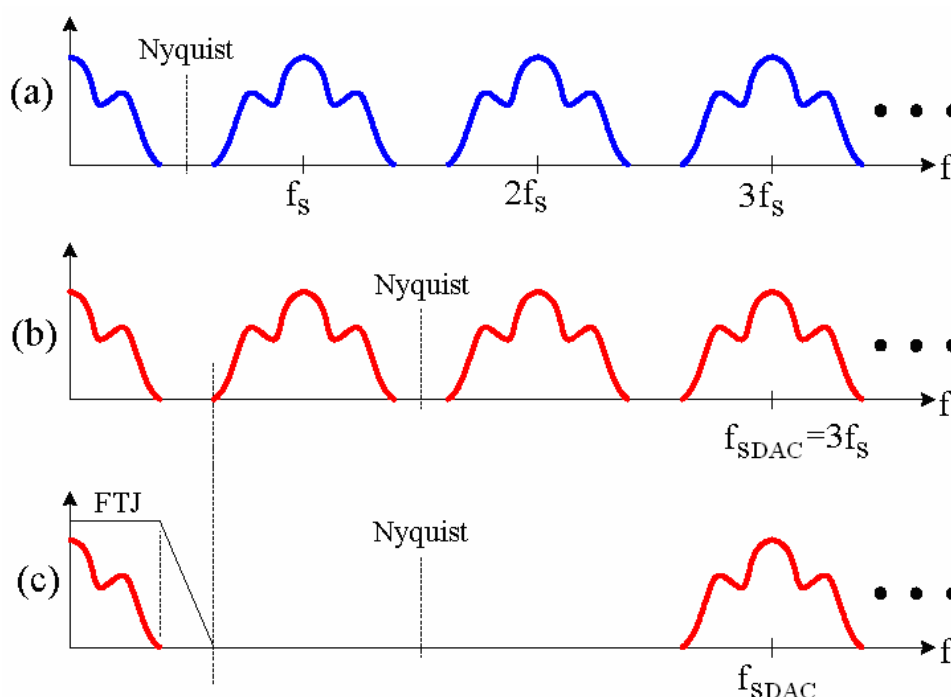 (a)
Nyquist
f
fS
2fS
3fS
(b)
Nyquist
f
fSDAC=3fS
(c)
FTJ
Nyquist
f
fSDAC